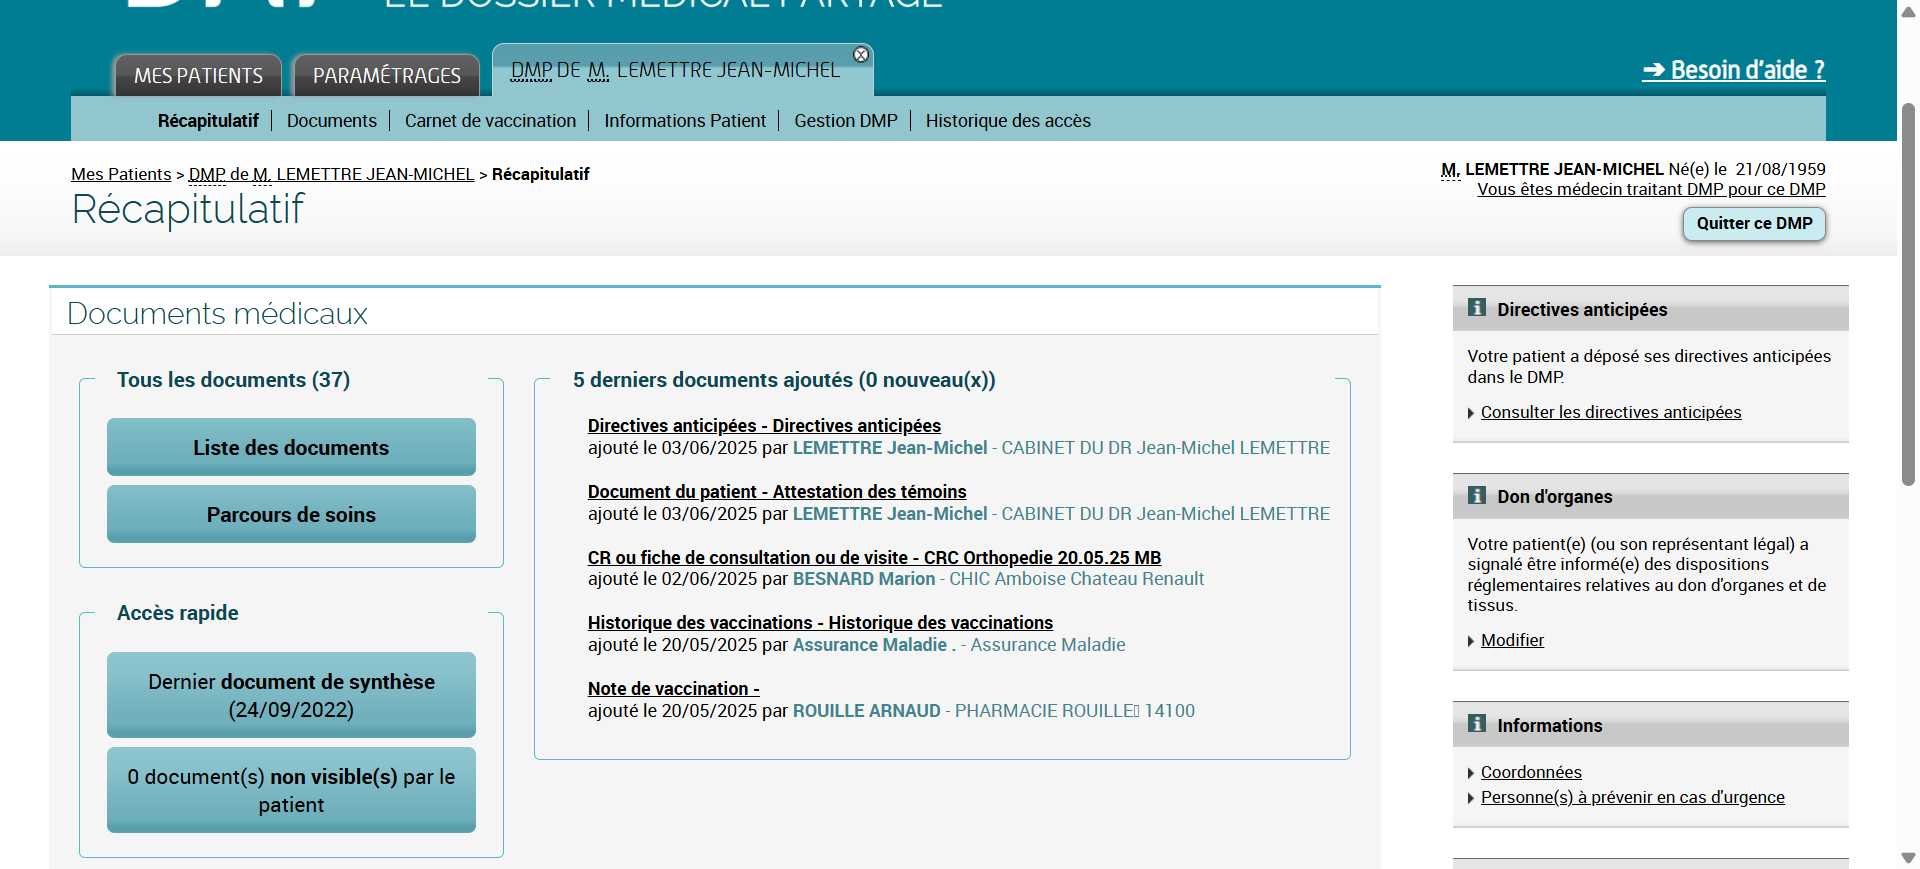 LE DOSSIER MÉDICAL PARTAGÉ
MES PATIENTS
PARAMÉTRAGES
DMP DE M. LEMETTRE JEAN-MICHEL
➔ Besoin d'aide ?
Récapitulatif
Documents
Carnet de vaccination
Informations Patient
Gestion DMP
Historique des accès
Mes Patients > DMP de M. LEMETTRE JEAN-MICHEL > Récapitulatif
Récapitulatif
M. LEMETTRE JEAN-MICHEL Né(e) le 21/08/1959
Vous êtes médecin traitant DMP pour ce DMP
Quitter ce DMP
Documents médicaux
Tous les documents (37)
Liste des documents
Parcours de soins
Accès rapide
Dernier document de synthèse
(24/09/2022)
0 document(s) non visible(s) par le
patient
5 derniers documents ajoutés (0 nouveau(x))
Directives anticipées - Directives anticipées
ajouté le 03/06/2025 par LEMETTRE Jean-Michel - CABINET DU DR Jean-Michel LEMETTRE
Document du patient - Attestation des témoins
ajouté le 03/06/2025 par LEMETTRE Jean-Michel - CABINET DU DR Jean-Michel LEMETTRE
CR ou fiche de consultation ou de visite - CRC Orthopedie 20.05.25 MB
ajouté le 02/06/2025 par BESNARD Marion - CHIC Amboise Chateau Renault
Historique des vaccinations - Historique des vaccinations
ajouté le 20/05/2025 par Assurance Maladie . - Assurance Maladie
Note de vaccination -
ajouté le 20/05/2025 par ROUILLE ARNAUD - PHARMACIE ROUILLE▯ 14100
Directives anticipées
Votre patient a déposé ses directives anticipées
dans le DMP.
Consulter les directives anticipées
Don d'organes
Votre patient(e) (ou son représentant légal) a
signalé être informé(e) des dispositions
réglementaires relatives au don d'organes et de
tissus.
Modifier
Informations
Coordonnées
Personne(s) à prévenir en cas d'urgence